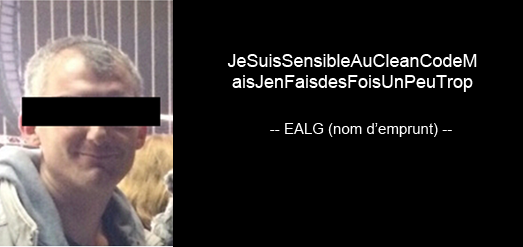 JeSuisSensibleAuCleanCodeM
aisJenFaisdesFoisUnPeuTrop
-- EALG (nom d’emprunt) --